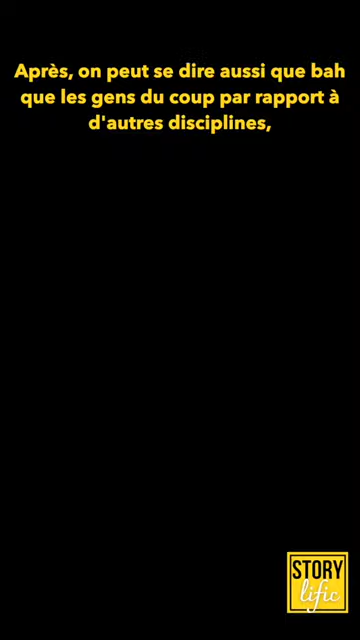 Après, on peut se dire aussi que bah
que les gens du coup par rapport à
d'autres disciplines,
STORY
lific